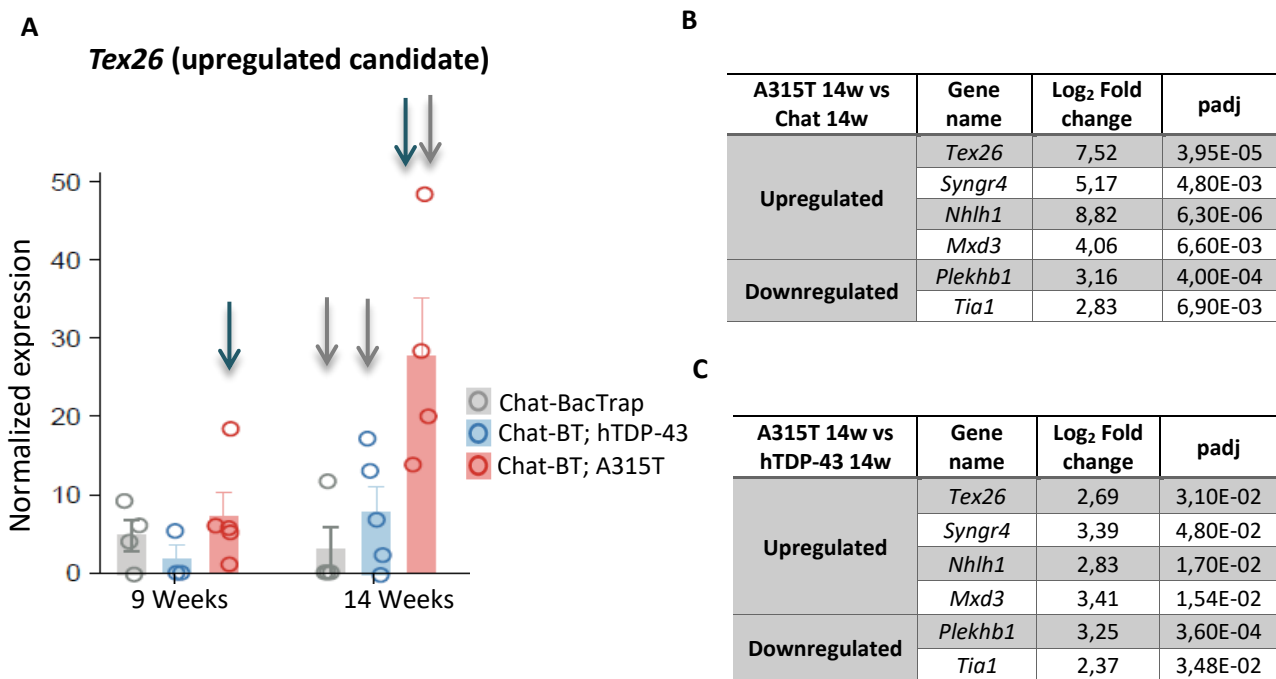 A
Tex26 (upregulated candidate)
Normalized expression
50
40
30
20
10
0
9 Weeks
14 Weeks
Chat-BacTrap
Chat-BT; hTDP-43
Chat-BT; A315T
B
A315T 14w vs Chat 14w Gene name Log₂ Fold change padj
Upregulated
Tex26 7,52 3,95E-05
Syngr4 5,17 4,80E-03
Nhlh1 8,82 6,30E-06
Mxd3 4,06 6,60E-03
Downregulated
Plekhb1 3,16 4,00E-04
Tia1 2,83 6,90E-03
C
A315T 14w vs hTDP-43 14w Gene name Log₂ Fold change padj
Upregulated
Tex26 2,69 3,10E-02
Syngr4 3,39 4,80E-02
Nhlh1 2,83 1,70E-02
Mxd3 3,41 1,54E-02
Downregulated
Plekhb1 3,25 3,60E-04
Tia1 2,37 3,48E-02